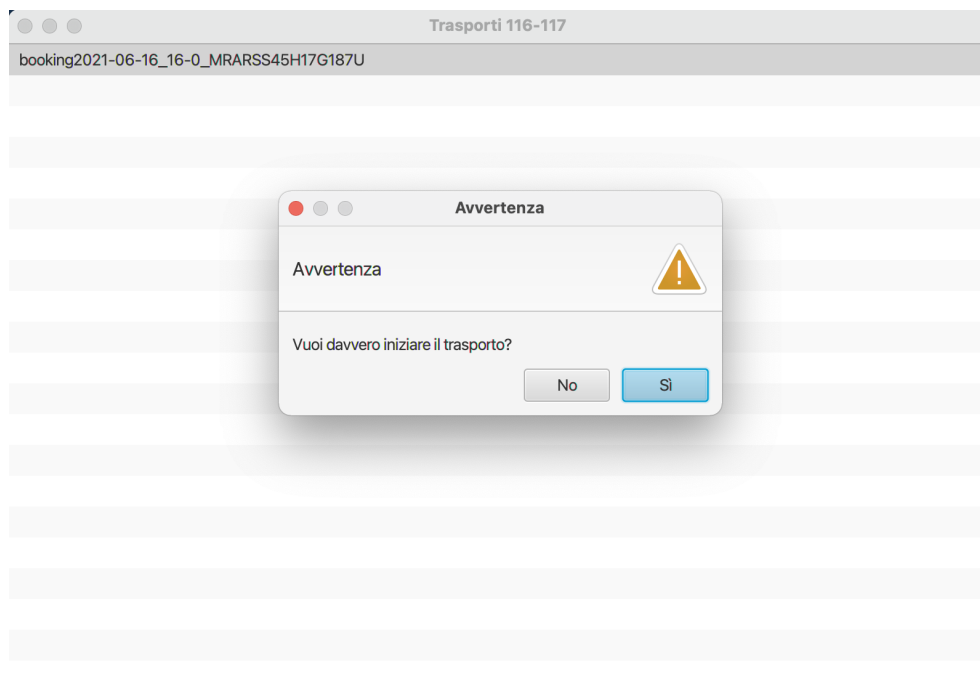 Trasporti 116-117
booking2021-06-16_16-0_MRARSS45H17G187U
Avvertenza
Avvertenza
Vuoi davvero iniziare il trasporto?
No
Sì